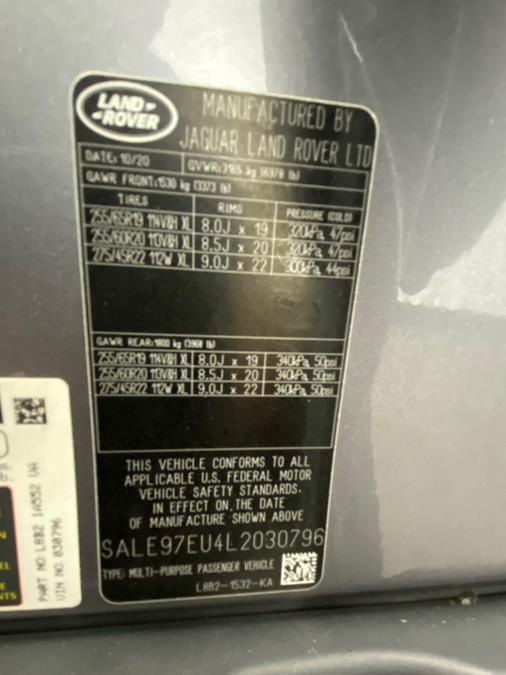 LAND ROVER
MANUFACTURED BY
JAGUAR LAND ROVER LTD
DATE: 10/20 GVWR: 3165 kg (6978 lb)
GAWR FRONT: 1530 kg (3373 lb)
TIRES RIMS PRESSURE (COLD)
255/65R19 114V&H XL 8.0J x 19 320kPa, 47psi
255/60R20 113V&H XL 8.5J x 20 320kPa, 47psi
275/45R22 112W XL 9.0J x 22 300kPa, 44psi
LAND ROVER
GAWR REAR: 1800 kg (3968 lb)
255/65R19 114V&H XL 8.0J x 19 340kPa, 50psi
255/60R20 113V&H XL 8.5J x 20 340kPa, 50psi
275/45R22 112W XL 9.0J x 22 340kPa, 50psi
THIS VEHICLE CONFORMS TO ALL
APPLICABLE U.S. FEDERAL MOTOR
VEHICLE SAFETY STANDARDS.
IN EFFECT ON THE DATE
OF MANUFACTURE SHOWN ABOVE
SALE97EU4L2030796
TYPE: MULTI-PURPOSE PASSENGER VEHICLE
L8B2-1532-KA
PART NO: L8B2 1A552 UA
VIN NO: 030796